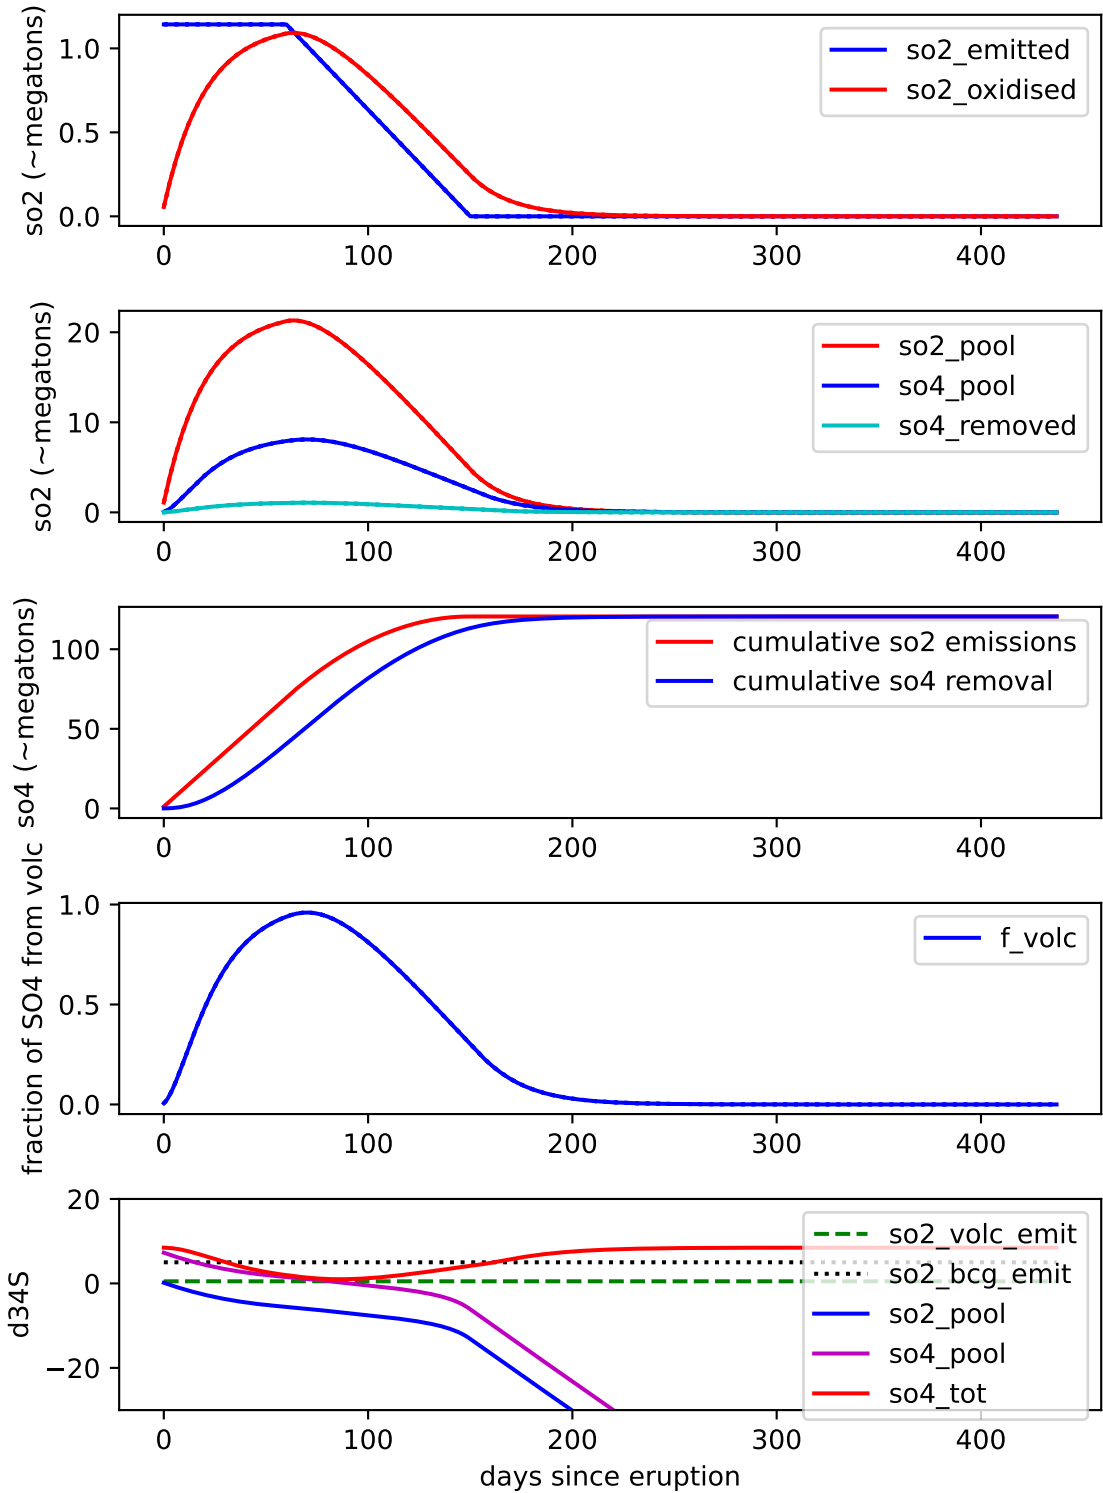 so2 (~megatons)
1.0
0.5
0.0
so2_emitted
so2_oxidised
0
100
200
300
400
so2 (~megatons)
20
10
0
so2_pool
so4_pool
so4_removed
0
100
200
300
400
so4 (~megatons)
100
50
0
cumulative so2 emissions
cumulative so4 removal
0
100
200
300
400
fraction of SO4 from volc
1.0
0.5
0.0
f_volc
0
100
200
300
400
d34S
20
0
−20
so2_volc_emit
so2_bcg_emit
so2_pool
so4_pool
so4_tot
0
100
200
300
400
days since eruption